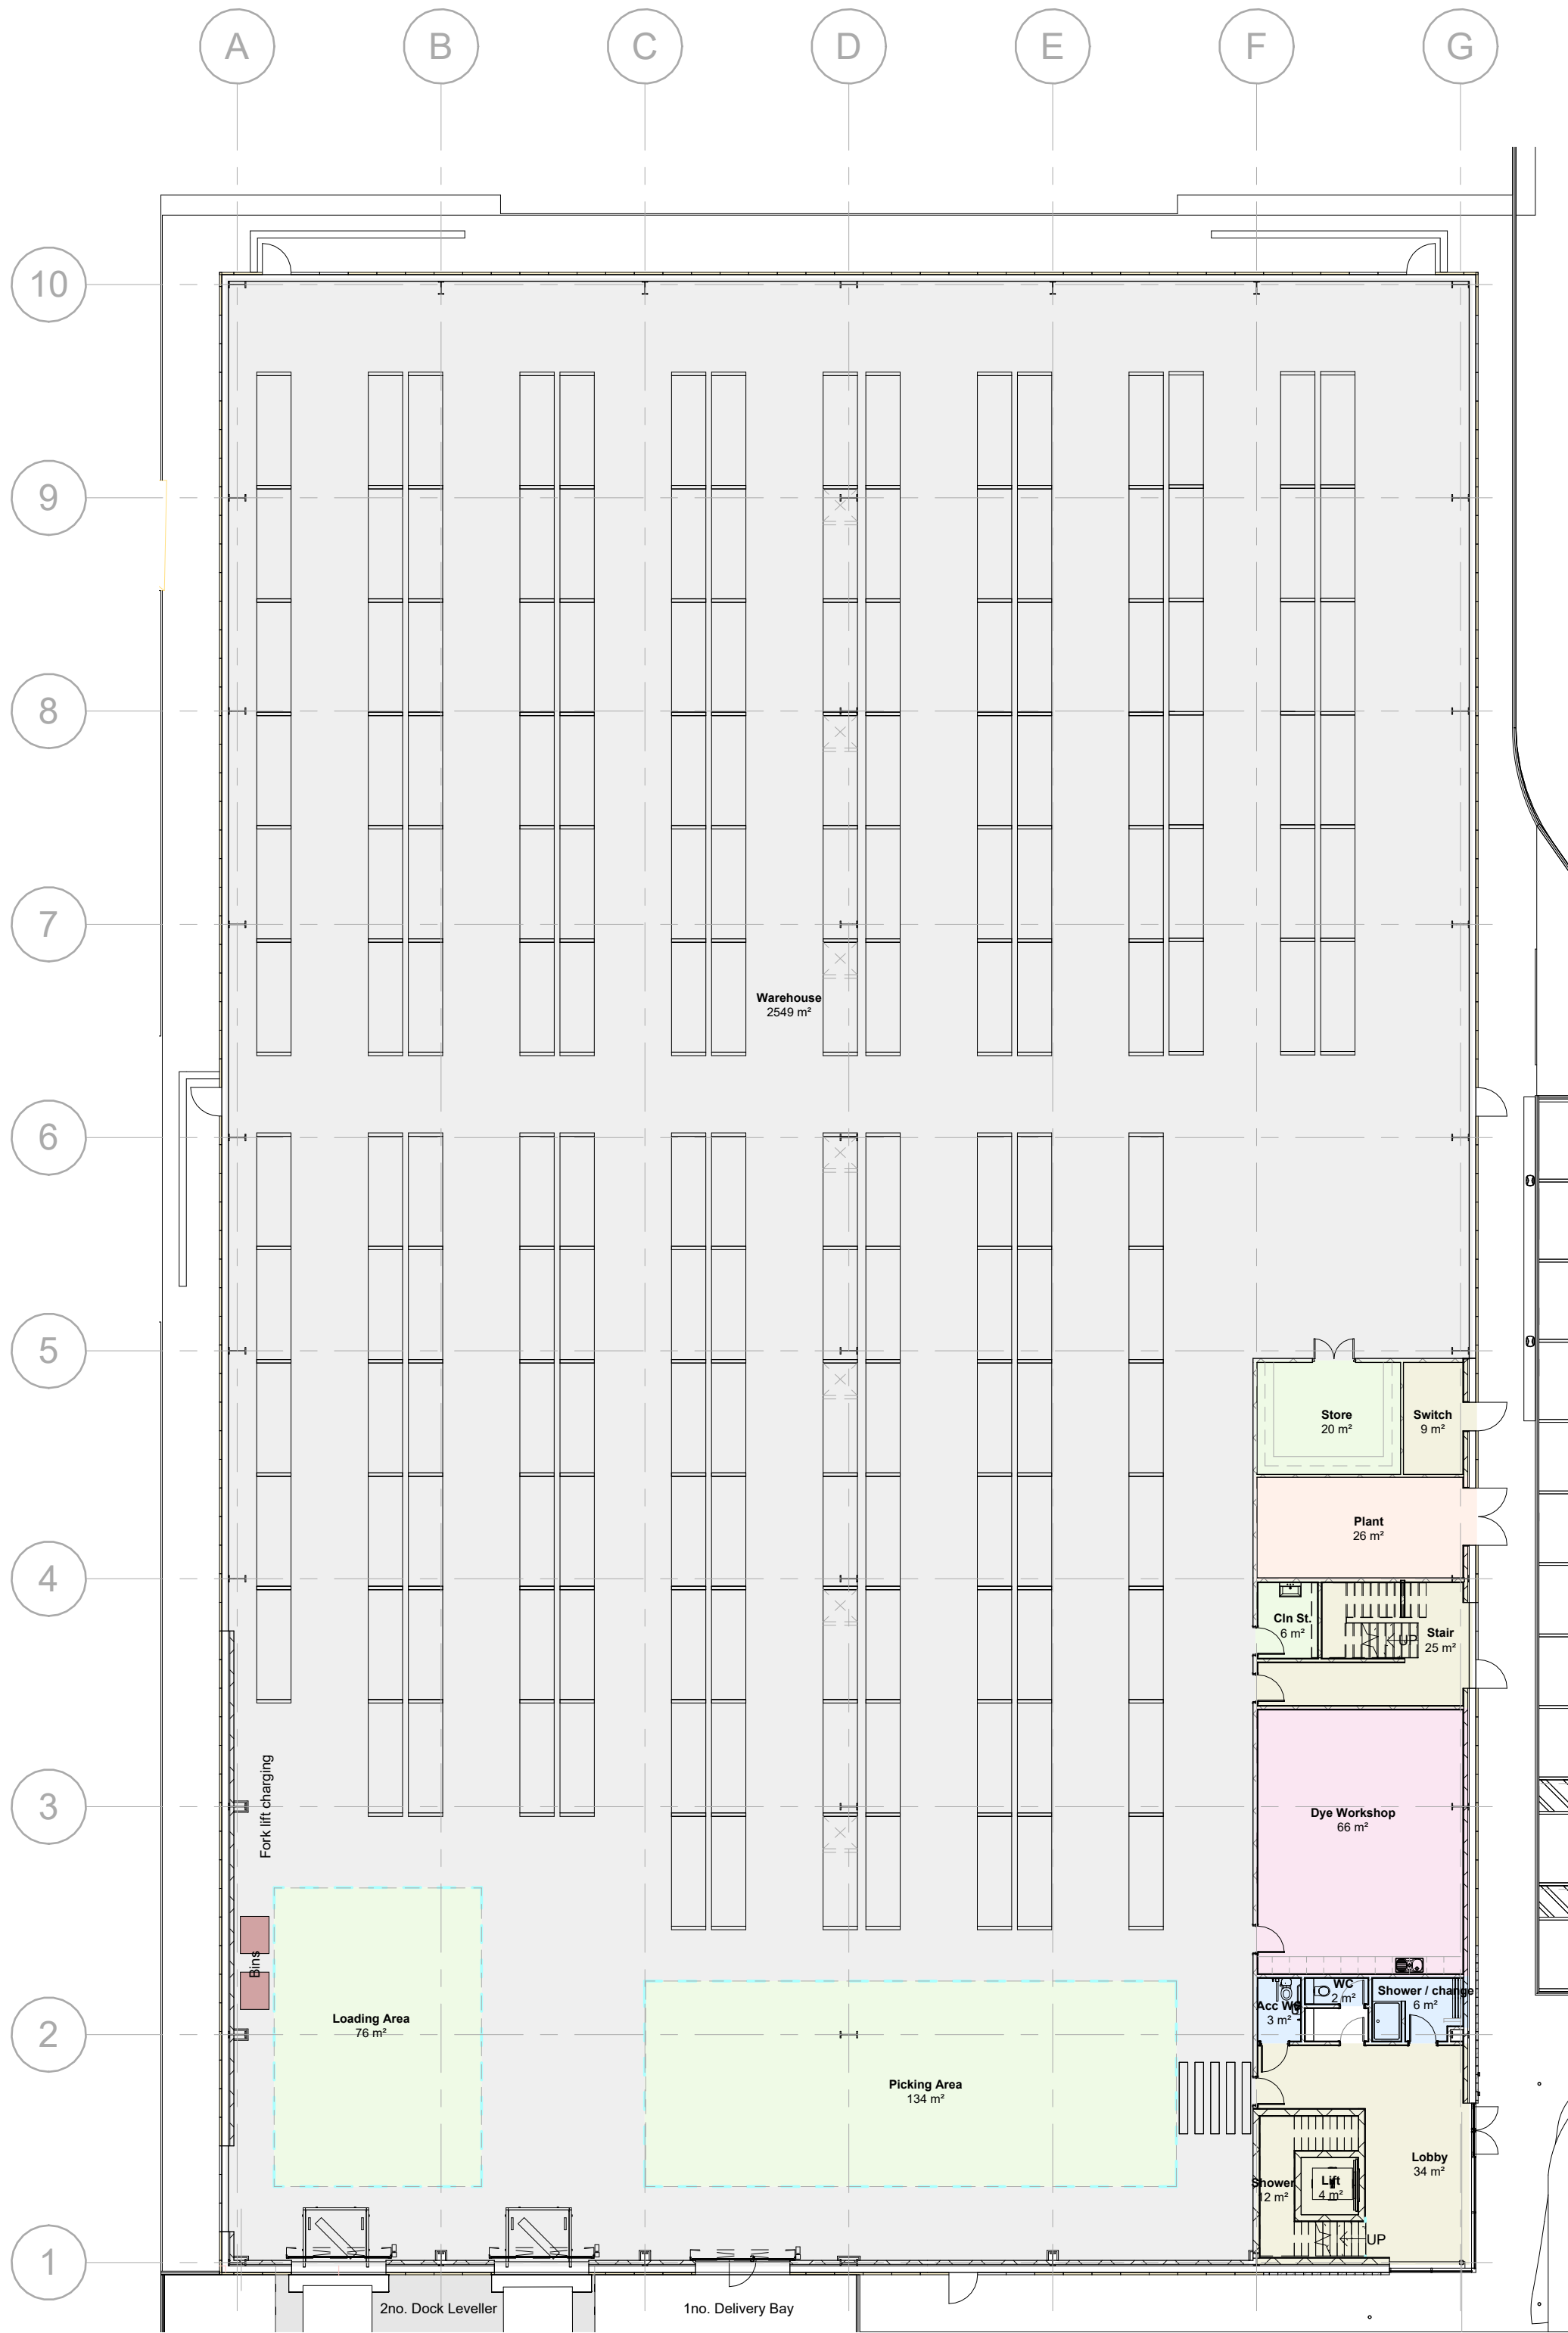 A
B
C
D
E
F
G
10
9
8
7
Warehouse
2549 m²
6
5
Store
20 m²
Switch
9 m²
Plant
26 m²
4
Cln St.
6 m²
UP
Stair
25 m²
Fork lift charging
3
Dye Workshop
66 m²
Bins
WC
2 m²
Shower / change
6 m²
Acc WC
3 m²
Loading Area
76 m²
2
Picking Area
134 m²
Lobby
34 m²
Shower
12 m²
Lift
4 m²
UP
1
2no. Dock Leveller
1no. Delivery Bay